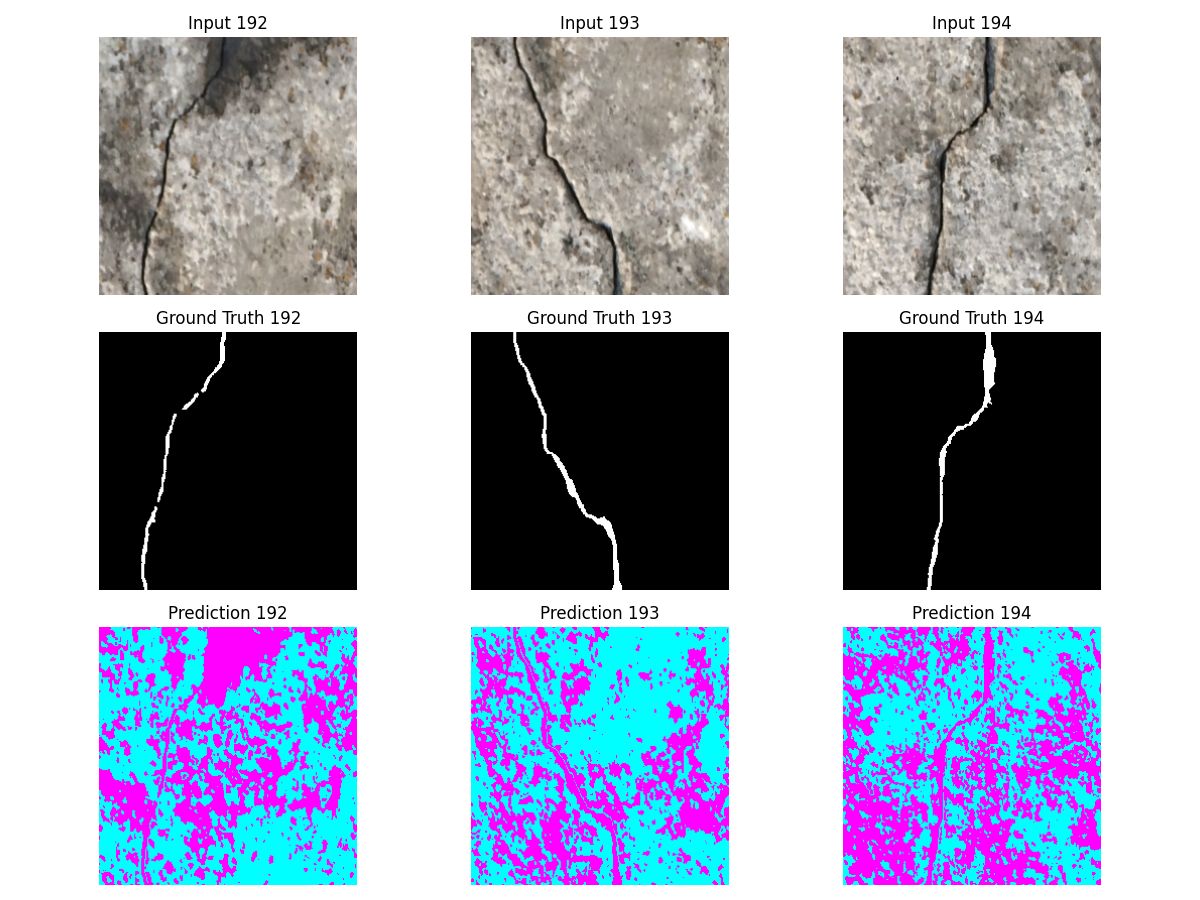 Input 192
Input 193
Input 194
Ground Truth 192
Ground Truth 193
Ground Truth 194
Prediction 192
Prediction 193
Prediction 194